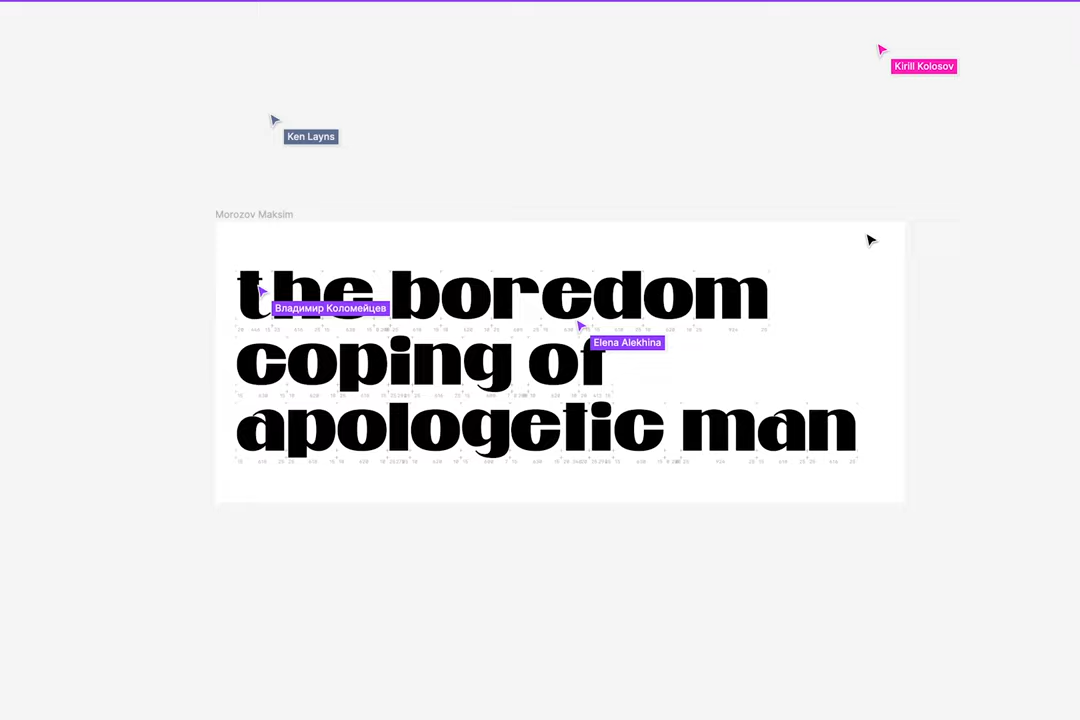 Kirill Kolosov
Ken Layns
Morozov Maksim
the boredom
Владимир Коломейцев
Elena Alekhina
coping of
apologetic man